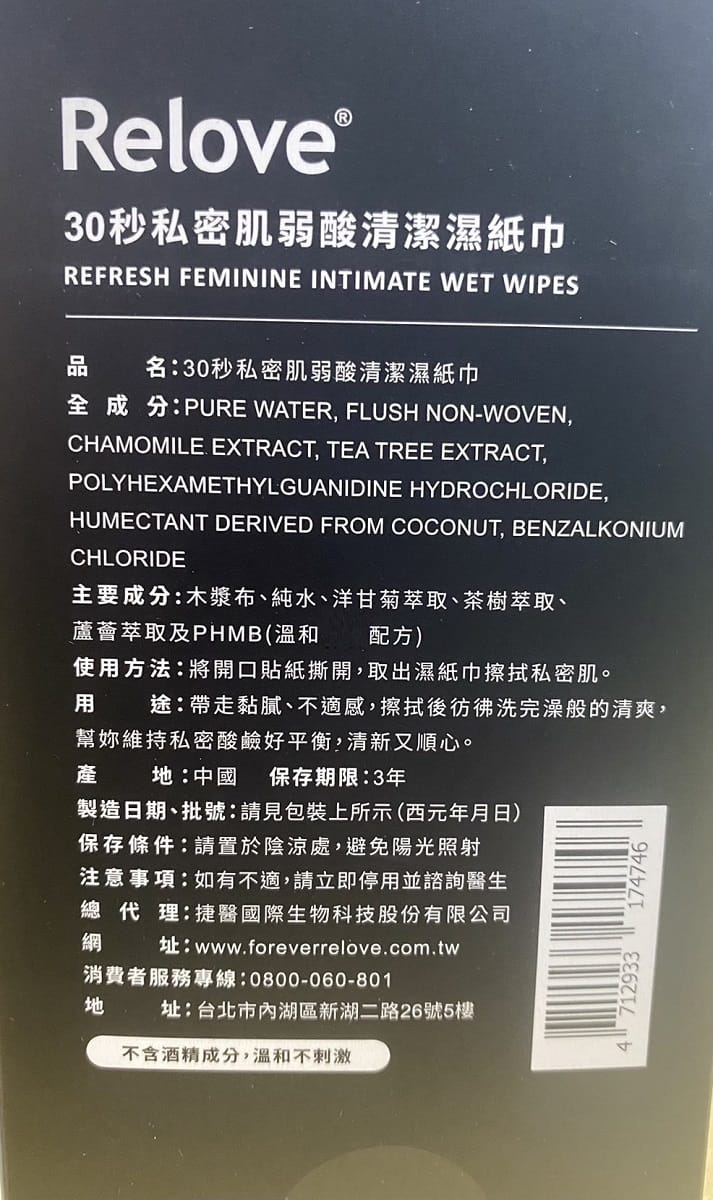 Relove®
30秒私密肌弱酸清潔濕紙巾
REFRESH FEMININE INTIMATE WET WIPES
品 名:30秒私密肌弱酸清潔濕紙巾
全 成 分:PURE WATER, FLUSH NON-WOVEN,
CHAMOMILE EXTRACT, TEA TREE EXTRACT,
POLYHEXAMETHYLGUANIDINE HYDROCHLORIDE,
HUMECTANT DERIVED FROM COCONUT, BENZALKONIUM
CHLORIDE
主要成分:木漿布、純水、洋甘菊萃取、茶樹萃取、
蘆薈萃取及PHMB(溫和 配方)
使用方法:將開口貼紙撕開,取出濕紙巾擦拭私密肌。
用 途:帶走黏膩、不適感,擦拭後彷彿洗完澡般的清爽,
幫妳維持私密酸鹼好平衡,清新又順心。
產 地:中國 保存期限:3年
製造日期、批號:請見包裝上所示(西元年月日)
保存條件:請置於陰涼處,避免陽光照射
注意事項:如有不適,請立即停用並諮詢醫生
總 代 理:捷醫國際生物科技股份有限公司
網 址:www.foreverrelove.com.tw
消費者服務專線:0800-060-801
地 址:台北市內湖區新湖二路26號5樓
不含酒精成分,溫和不刺激
4 712933 174746